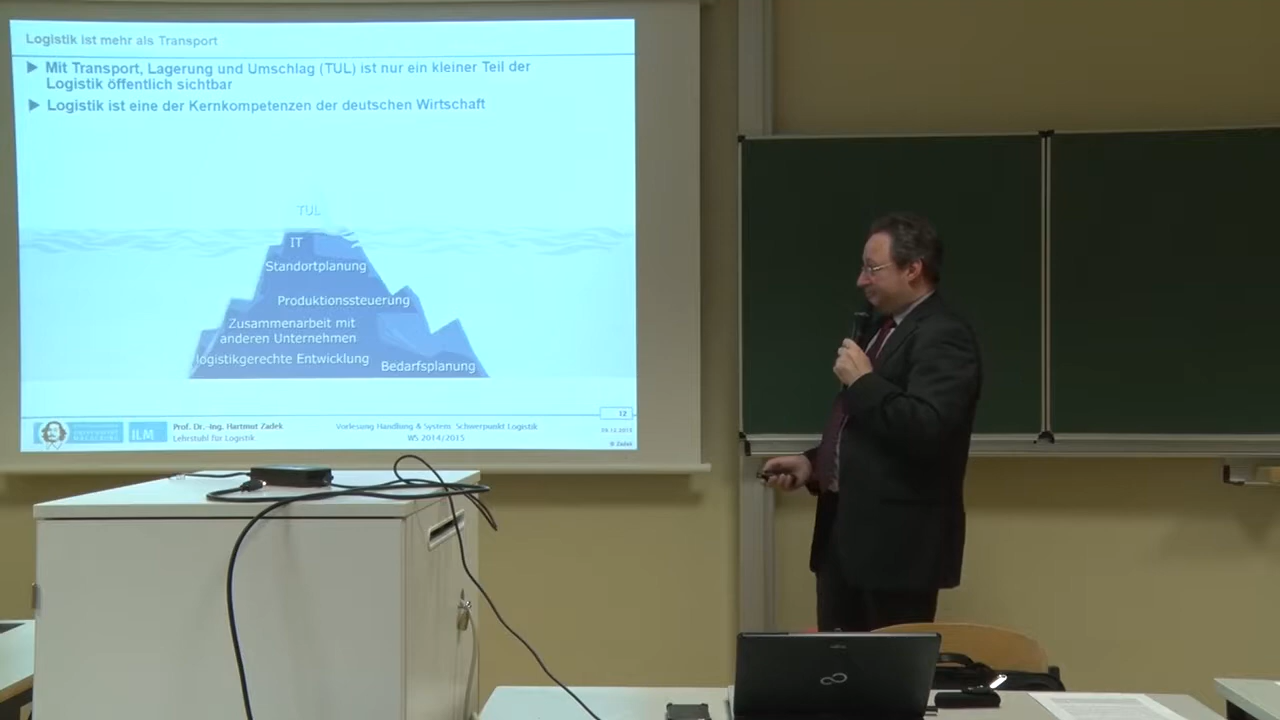 Logistik ist mehr als Transport
Mit Transport, Lagerung und Umschlag (TUL) ist nur ein kleiner Teil der
Logistik öffentlich sichtbar
Logistik ist eine der Kernkompetenzen der deutschen Wirtschaft
TUL
IT
Standortplanung
Produktionssteuerung
Zusammenarbeit mit
anderen Unternehmen
logistikgerechte Entwicklung
Bedarfsplanung
12
ILM
Prof. Dr.-Ing. Hartmut Zadek
Lehrstuhl für Logistik
Vorlesung Handlung & System Schwerpunkt Logistik
WS 2014/2015
© Zadek